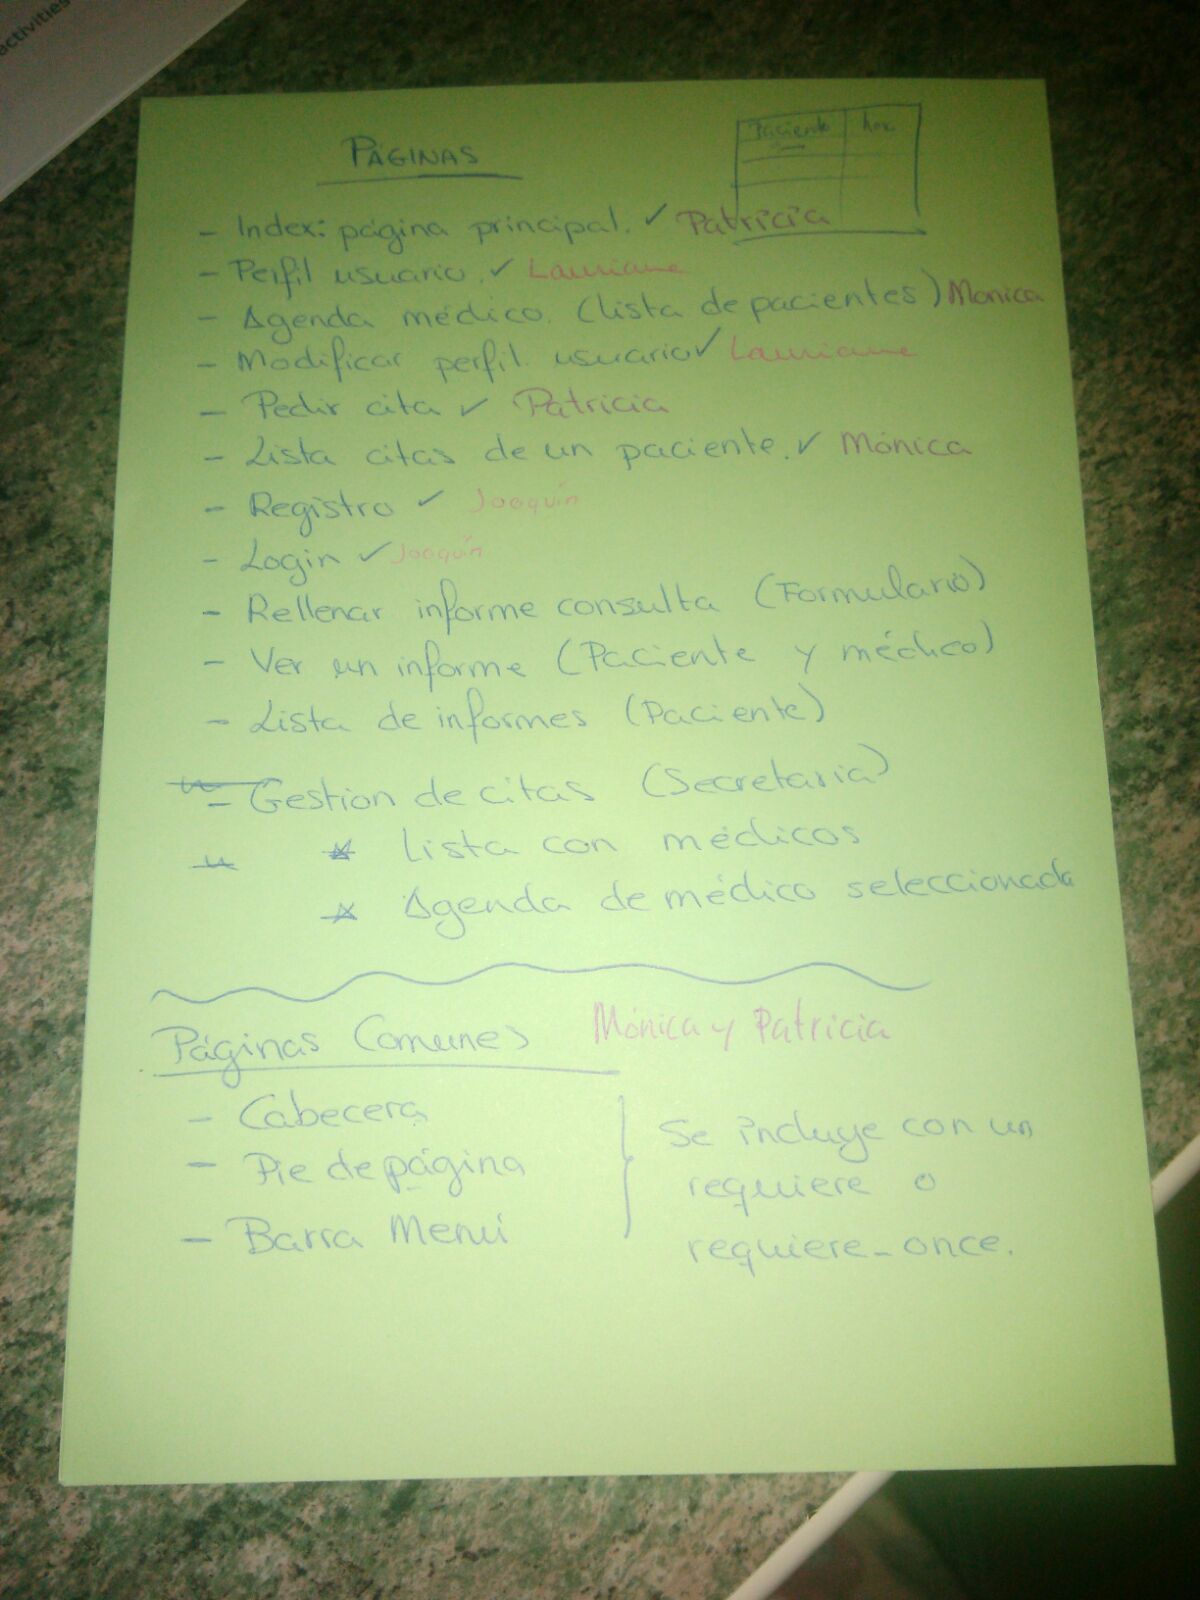 activities
PÁGINAS
Paciente hora
- Index: página principal. ✓ Patricia
- Perfil usuario. ✓ Lauriane
- Agenda médico. (lista de pacientes) Monica
- Modificar perfil usuario ✓ Lauriane
- Pedir cita ✓ Patricia
- Lista citas de un paciente. ✓ Mónica
- Registro ✓ Joaquín
- Login ✓ Joaquín
- Rellenar informe consulta (Formulario)
- Ver un informe (Paciente y médico)
- Lista de informes (Paciente)
- Gestion de citas (Secretaria)
* Lista con médicos
* Agenda de médico seleccionada
Páginas Comunes Mónica y Patricia
- Cabecera
- Pie de página
- Barra Menú
Se incluye con un
requiere o
requiere_once.